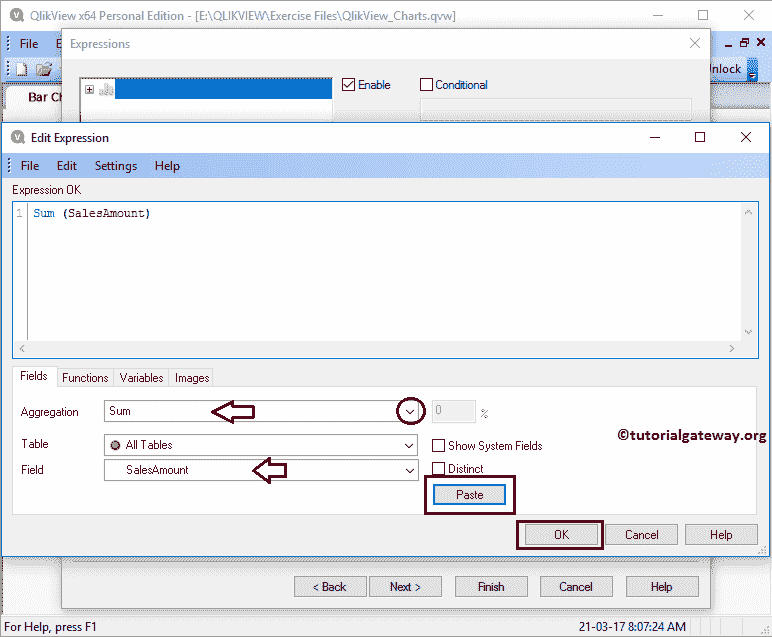 QlikView x64 Personal Edition - [E:\QLIKVIEW\Exercise Files\QlikView_Charts.qvw]
File E
Expressions
nlock
Enable
Conditional
Bar Ch
Edit Expression
File Edit Settings Help
Expression OK
1 Sum (SalesAmount)
Fields Functions Variables Images
Aggregation Sum 0 %
©tutorialgateway.org
Table All Tables Show System Fields
Field SalesAmount Distinct
Paste
OK Cancel Help
< Back Next > Finish Cancel Help
For Help, press F1 21-03-17 8:07:24 AM